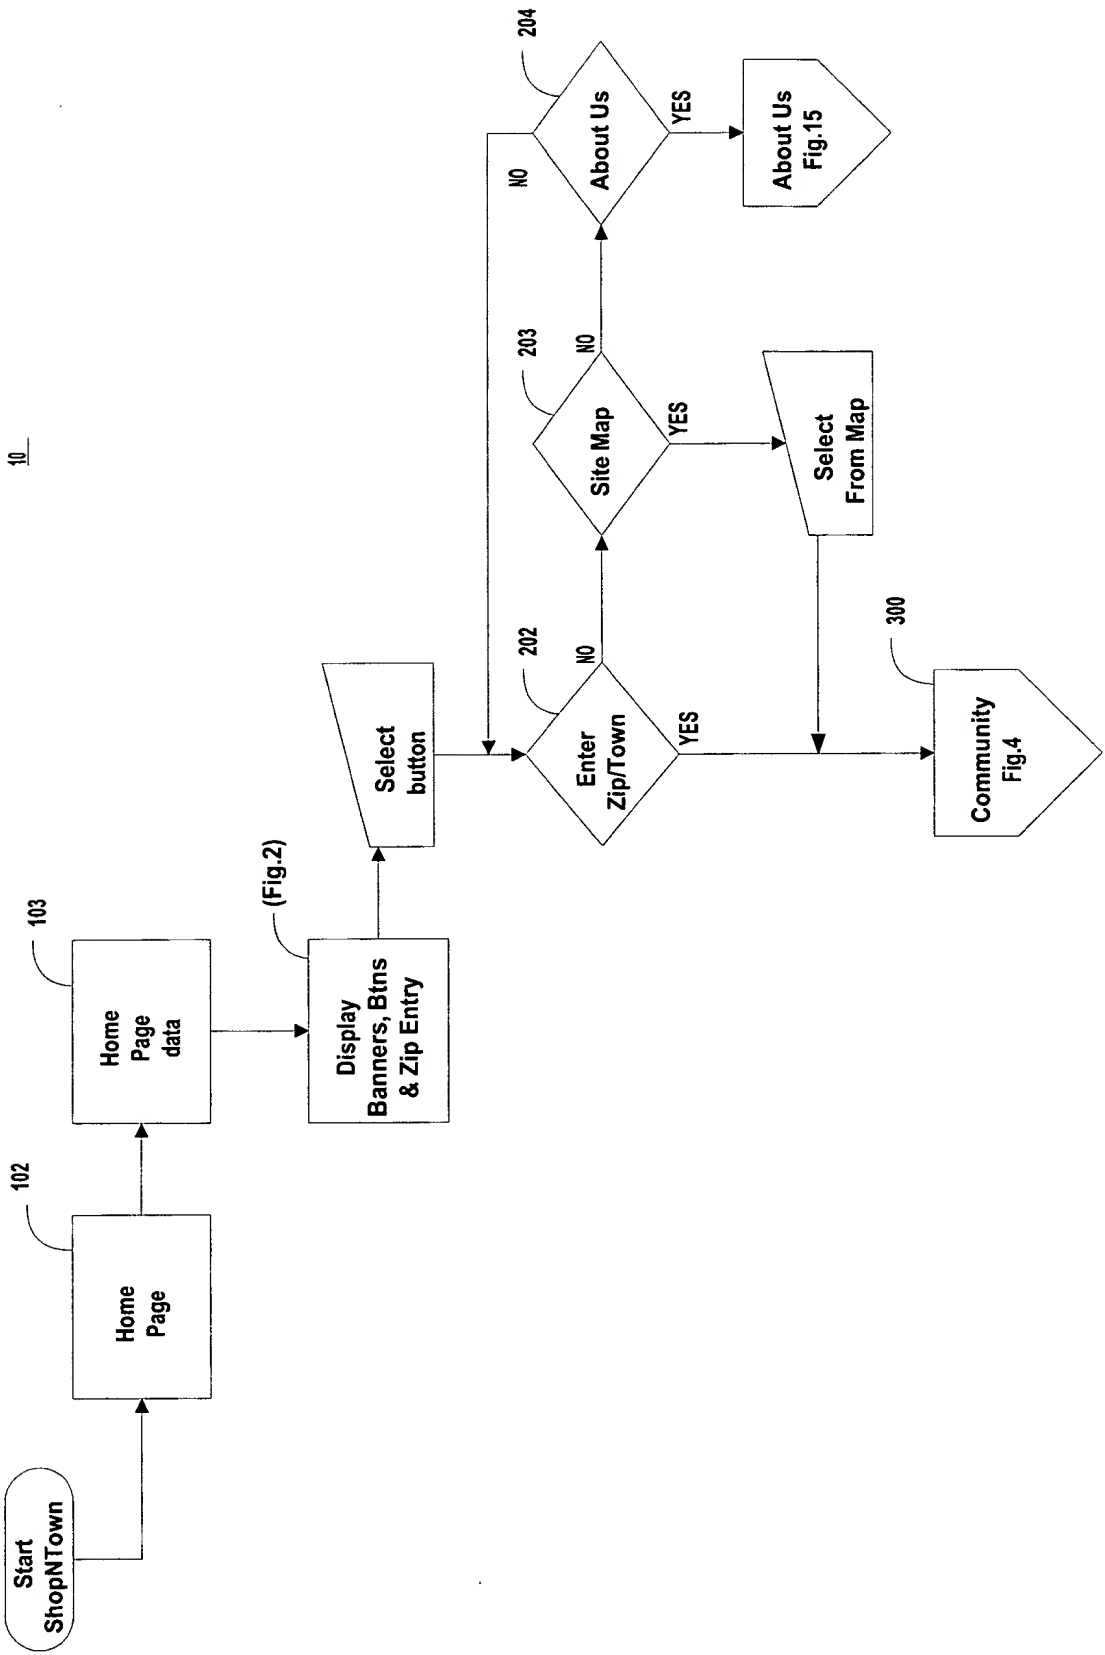 10
Start
ShopNTown
102
Home
Page
103
Home
Page
data
(Fig.2)
Display
Banners, Btns
& Zip Entry
Select
button
202
Enter
Zip/Town
NO
YES
203
Site Map
NO
YES
204
About Us
NO
YES
Select
From Map
About Us
Fig.15
300
Community
Fig.4